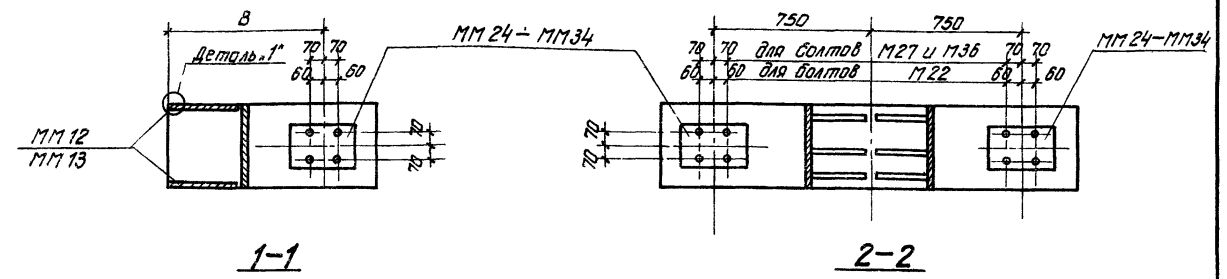 В
70 70
60 60
Деталь „1"
ММ 24 ÷ ММ 34
70
70
ММ 12
ММ 13
1-1
750 750
70 70 для болтов М27 и М36 70 70
60 60 для болтов М22 60 60
ММ 24-ММ34
70
70
2-2